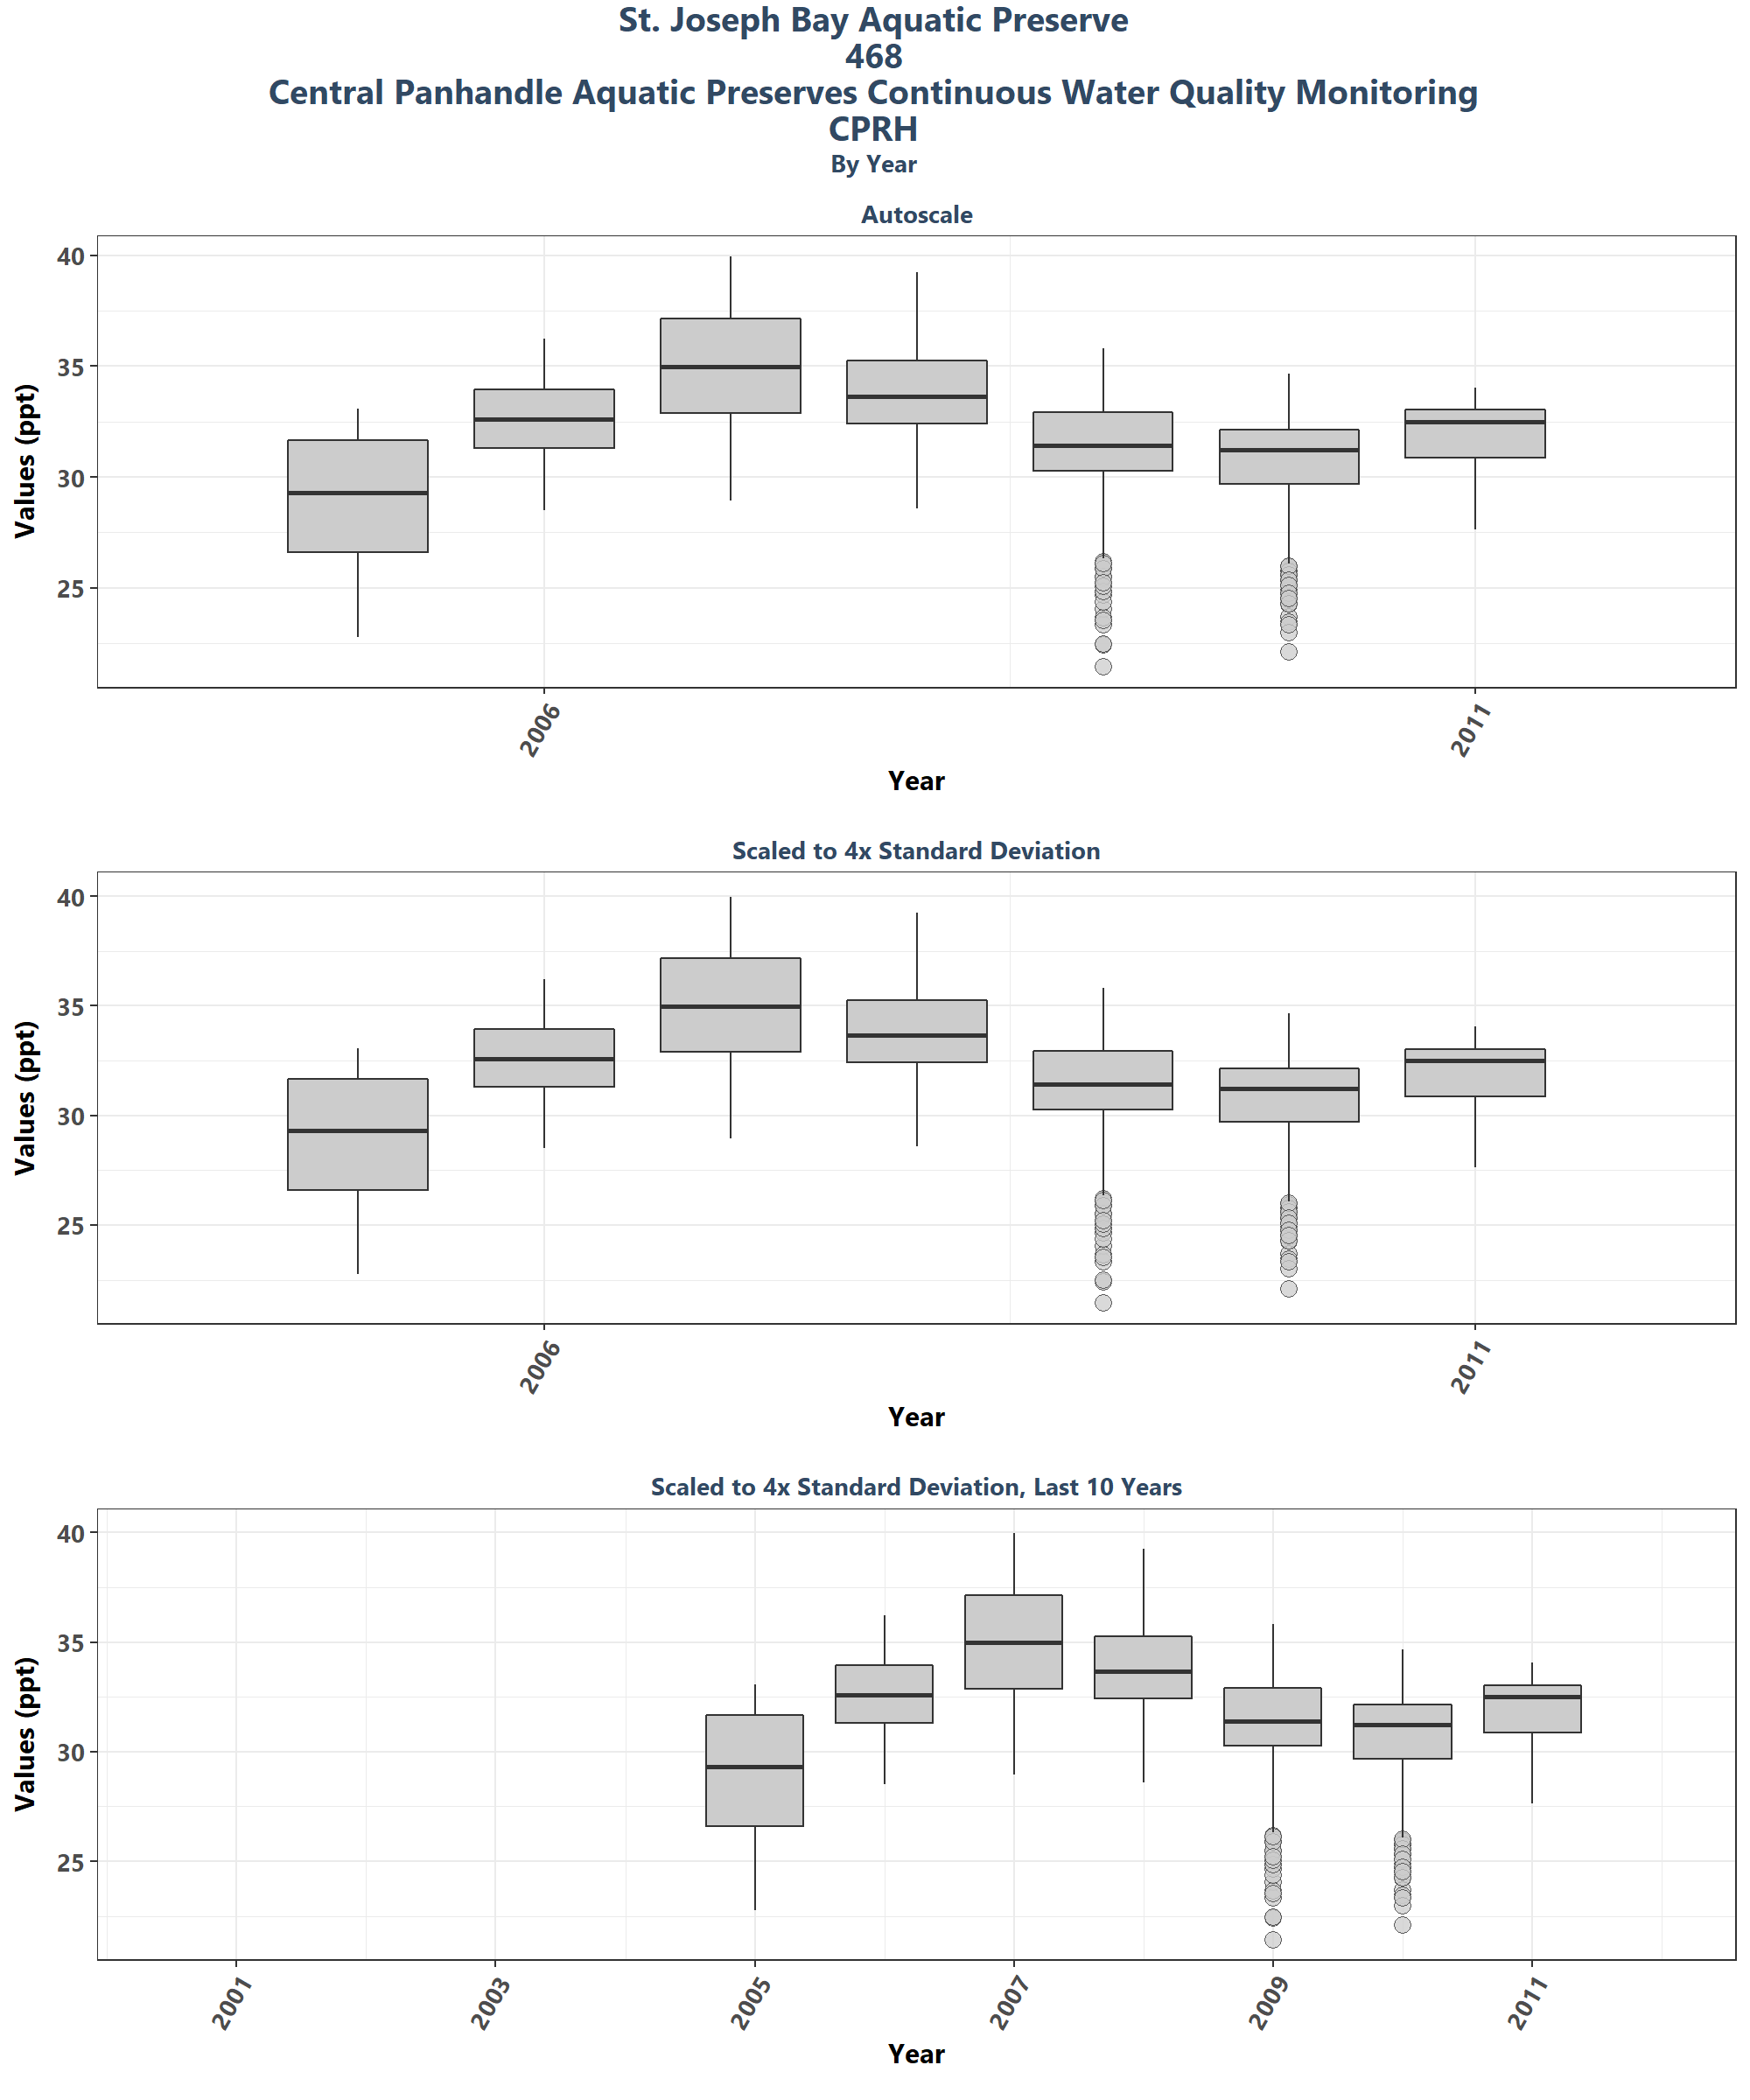 St. Joseph Bay Aquatic Preserve
468
Central Panhandle Aquatic Preserves Continuous Water Quality Monitoring
CPRH
By Year
Autoscale
Values (ppt)
40
35
30
25
2006
2011
Year
Scaled to 4x Standard Deviation
Values (ppt)
40
35
30
25
2006
2011
Year
Scaled to 4x Standard Deviation, Last 10 Years
Values (ppt)
40
35
30
25
2001
2003
2005
2007
2009
2011
Year